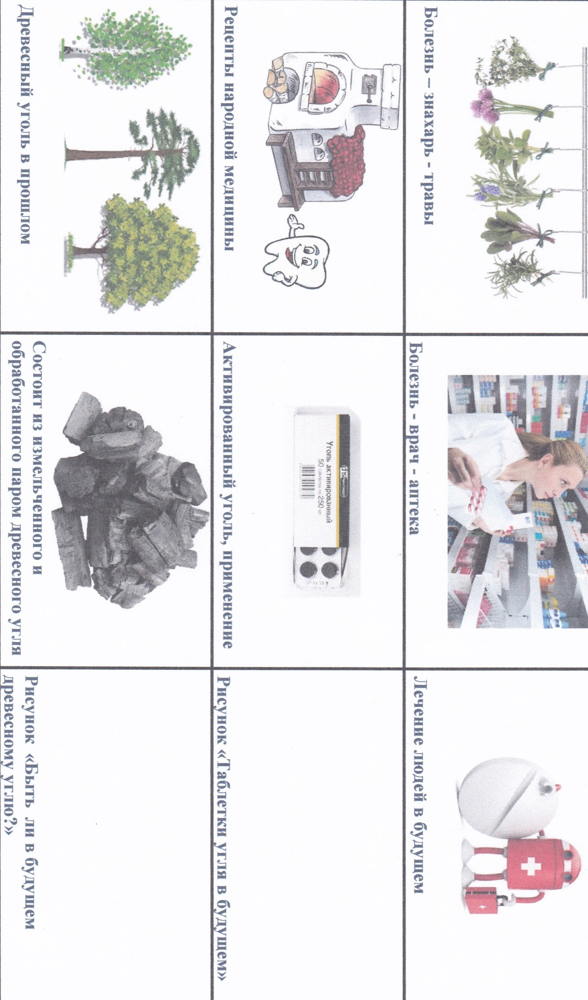 Болезнь – знахарь - травы
Болезнь - врач - аптека
Лечение людей в будущем
Рецепты народной медицины
Уголь активированный
50 таблеток по 250 мг
Активированный уголь, применение
Рисунок «Таблетки угля в будущем»
Древесный уголь в прошлом
Состоит из измельченного и
обработанного паром древесного угля
Рисунок «Быть ли в будущем
древесному углю?»